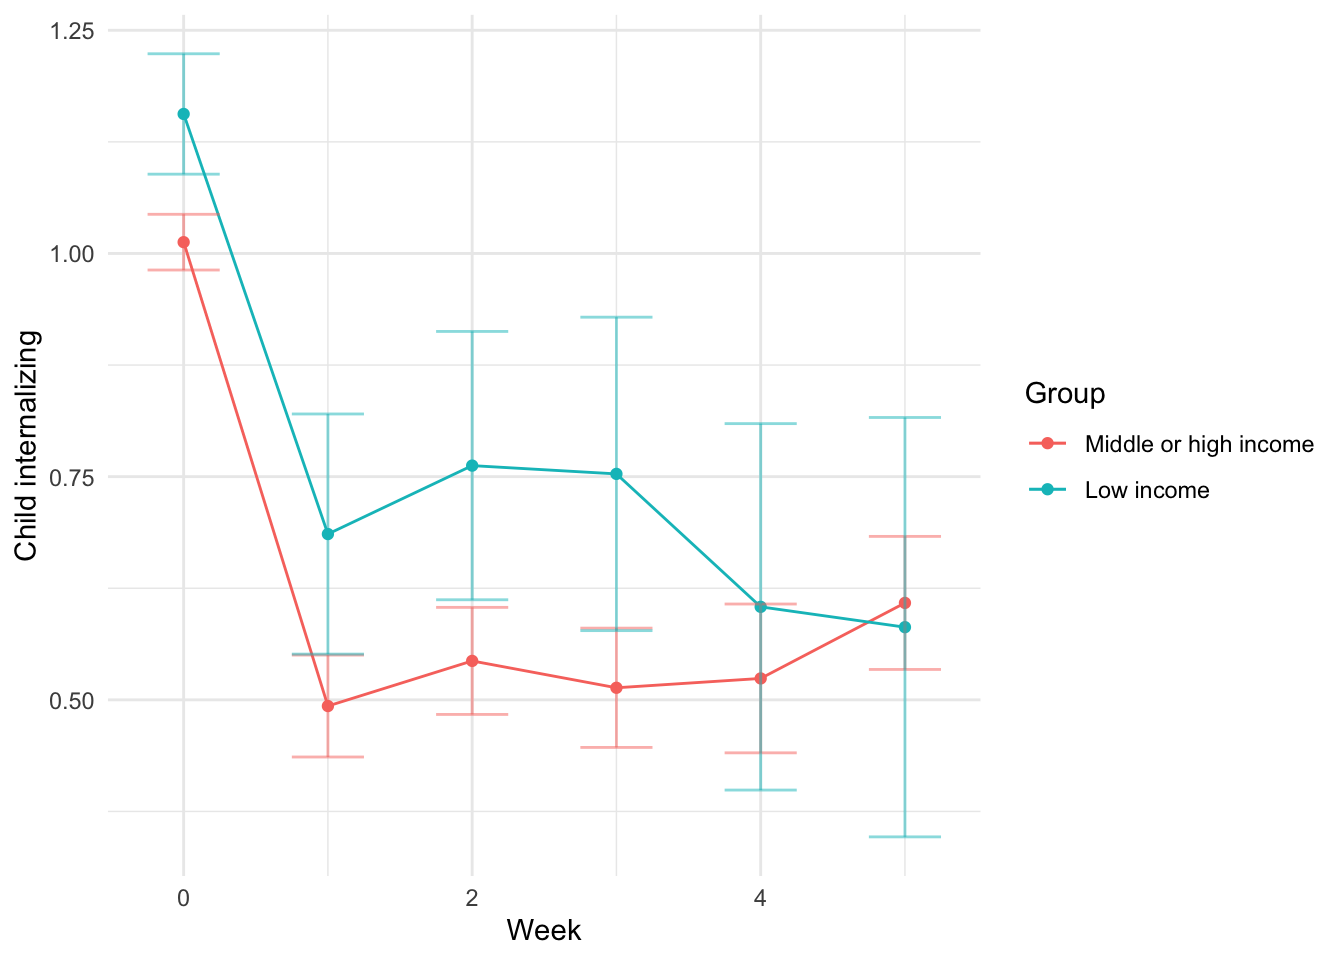 1.25
1.00
0.75
0.50
Child internalizing
0 2 4
Week
Group
Middle or high income
Low income